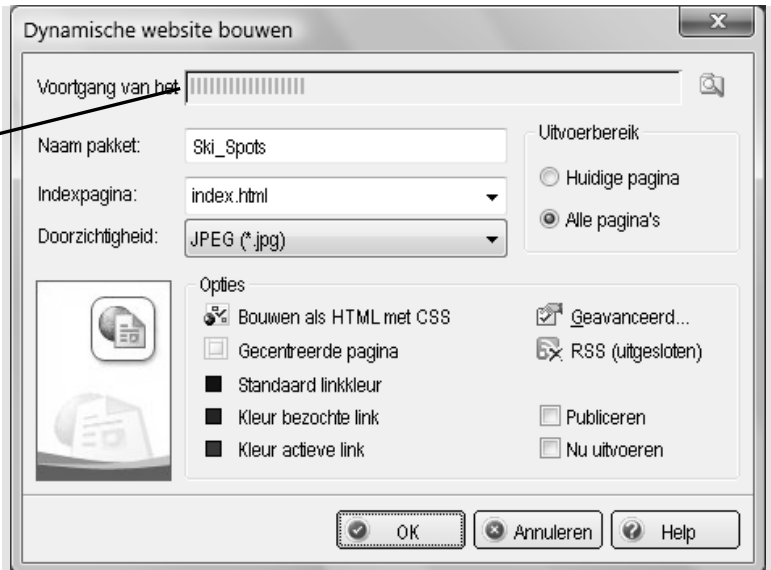 Dynamische website bouwen
x
Voortgang van het
Naam pakket:
Ski_Spots
Indexpagina:
index.html
Doorzichtigheid:
JPEG (*.jpg)
Uitvoerbereik
Huidige pagina
Alle pagina's
Opties
Bouwen als HTML met CSS
Gecentreerde pagina
Standaard linkkleur
Kleur bezochte link
Kleur actieve link
Geavanceerd...
RSS (uitgesloten)
Publiceren
Nu uitvoeren
OK
Annuleren
Help